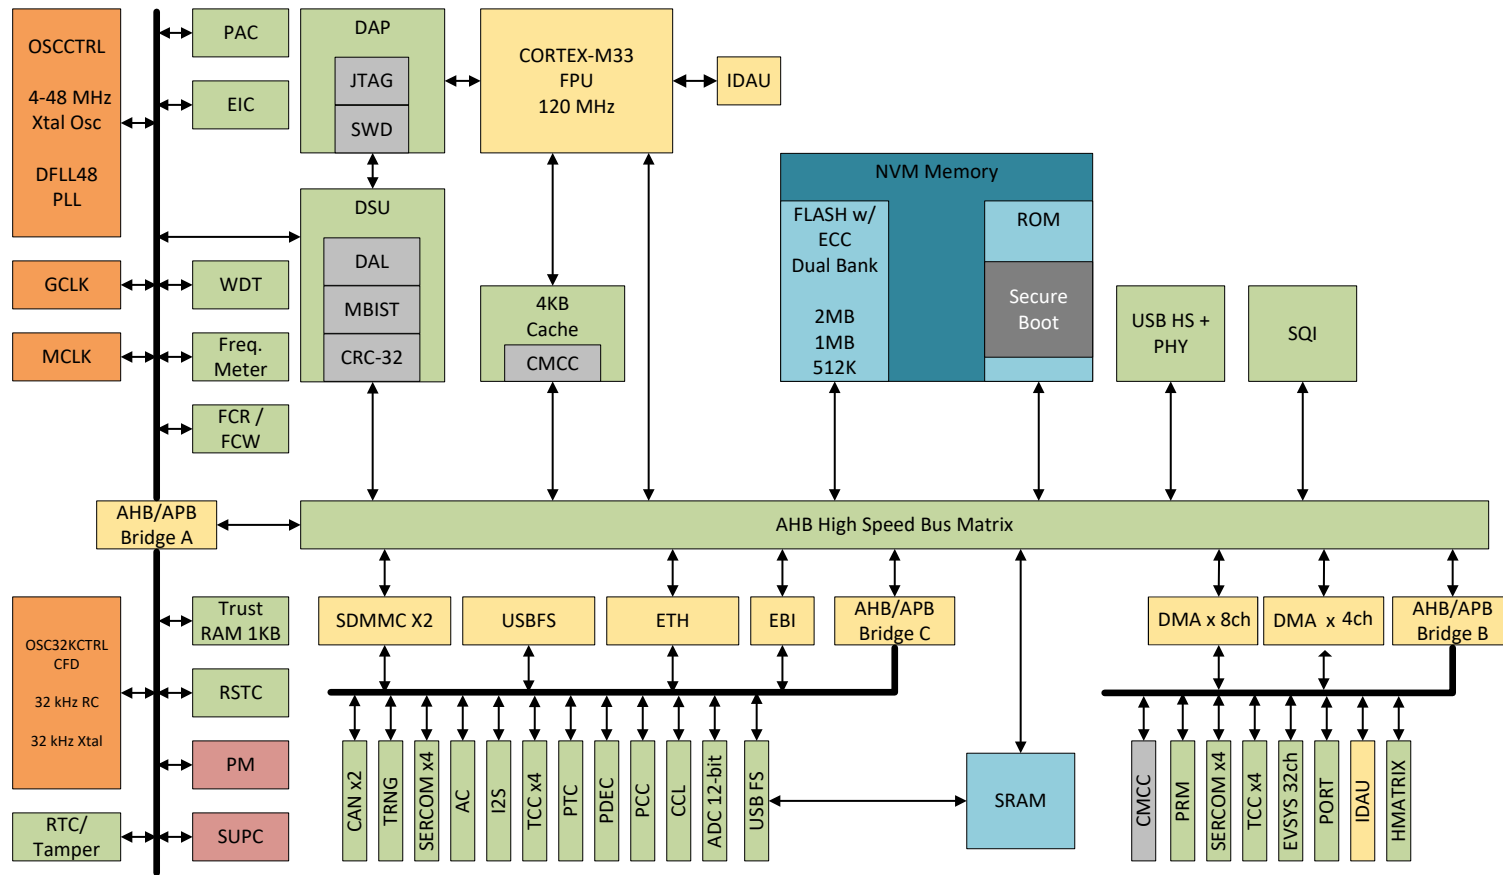 OSCCTRL
4-48 MHz
Xtal Osc
DFLL48
PLL
PAC
EIC
DAP
JTAG
SWD
CORTEX-M33
FPU
120 MHz
IDAU
DSU
DAL
MBIST
CRC-32
GCLK
WDT
MCLK
Freq.
Meter
FCR /
FCW
4KB
Cache
CMCC
NVM Memory
FLASH w/
ECC
Dual Bank
2MB
1MB
512K
ROM
Secure
Boot
USB HS +
PHY
SQI
AHB/APB
Bridge A
AHB High Speed Bus Matrix
OSC32KCTRL
CFD
32 kHz RC
32 kHz Xtal
Trust
RAM 1KB
RSTC
PM
RTC/
Tamper
SUPC
SDMMC X2
USBFS
ETH
EBI
AHB/APB
Bridge C
DMA x 8ch
DMA x 4ch
AHB/APB
Bridge B
CAN x2
TRNG
SERCOM x4
AC
I2S
TCC x4
PTC
PDEC
PCC
CCL
ADC 12-bit
USB FS
SRAM
CMCC
PRM
SERCOM x4
TCC x4
EVSYS 32ch
PORT
IDAU
HMATRIX